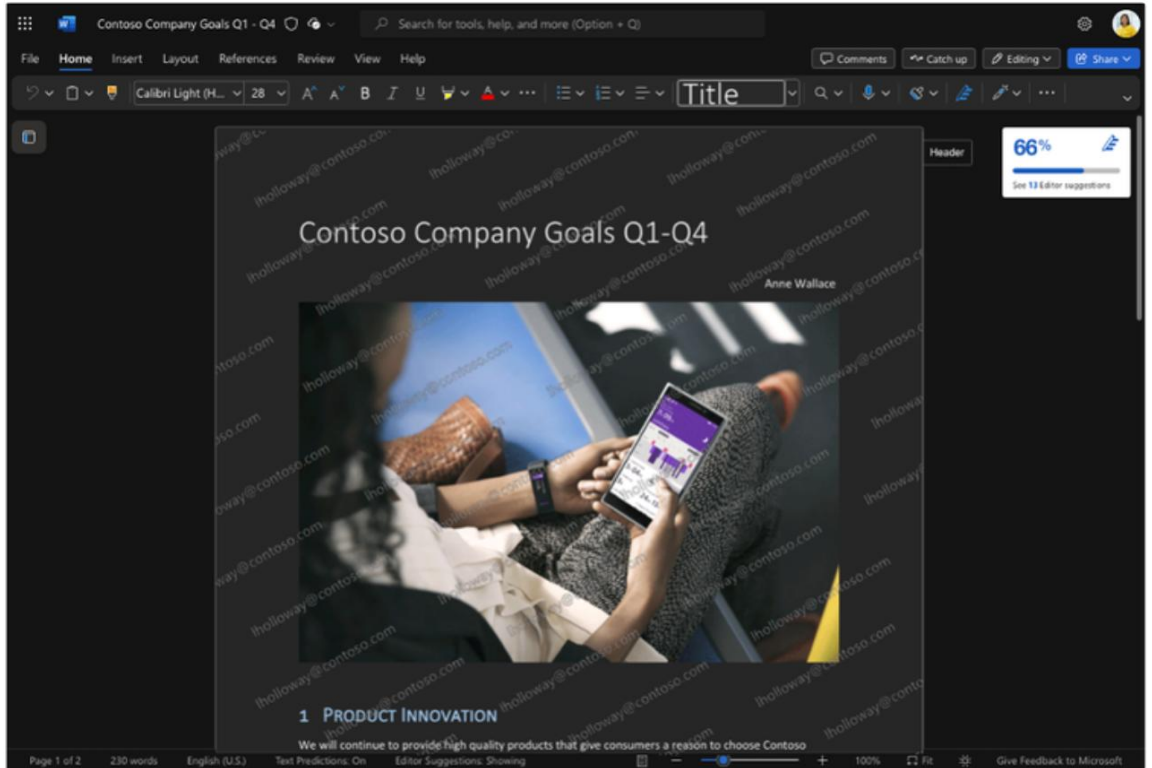 Contoso Company Goals Q1 - Q4
Search for tools, help, and more (Option + Q)
File Home Insert Layout References Review View Help
Comments Catch up Editing Share
Calibri Light (H... 28 B I U A Title
Header
66%
See 13 Editor suggestions
Contoso Company Goals Q1-Q4
Anne Wallace
lholloway@contoso.com
1 PRODUCT INNOVATION
We will continue to provide high quality products that give consumers a reason to choose Contoso
Page 1 of 2 230 words English (U.S.) Text Predictions: On Editor Suggestions: Showing 100% Fit Give Feedback to Microsoft